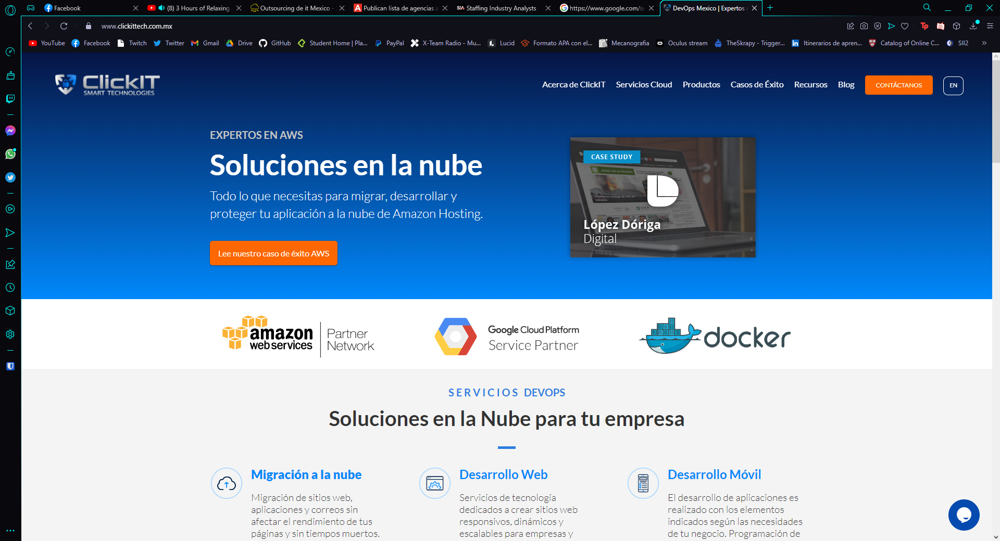 Facebook
(8) 3 Hours of Relaxing
Outsourcing de it Mexico -
Publican lista de agencias a
SIA Staffing Industry Analysts
https://www.google.com/se
DevOps Mexico | Expertos e
www.clickittech.com.mx
YouTube
Facebook
Twitch
Twitter
Gmail
Drive
GitHub
Student Home | Pla...
PayPal
X-Team Radio - Mu...
Lucid
Formato APA con el...
Mecanografia
Oculus stream
TheSkrapy - Trigger...
Itinerarios de apren...
Catalog of Online C...
SII2
ClickIT
SMART TECHNOLOGIES
Acerca de ClickIT
Servicios Cloud
Productos
Casos de Éxito
Recursos
Blog
CONTÁCTANOS
EN
EXPERTOS EN AWS
Soluciones en la nube
Todo lo que necesitas para migrar, desarrollar y
proteger tu aplicación a la nube de Amazon Hosting.
Lee nuestro caso de éxito AWS
CASE STUDY
López Dóriga
Digital
amazon
web services
Partner
Network
Google Cloud Platform
Service Partner
docker
SERVICIOS DEVOPS
Soluciones en la Nube para tu empresa
Migración a la nube
Migración de sitios web,
aplicaciones y correos sin
afectar el rendimiento de tus
páginas y sin tiempos muertos.
Desarrollo Web
Servicios de tecnología
dedicados a crear sitios web
responsivos, dinámicos y
escalables para empresas y
Desarrollo Móvil
El desarrollo de aplicaciones es
realizado con los elementos
indicados según las necesidades
de tu negocio. Programación de